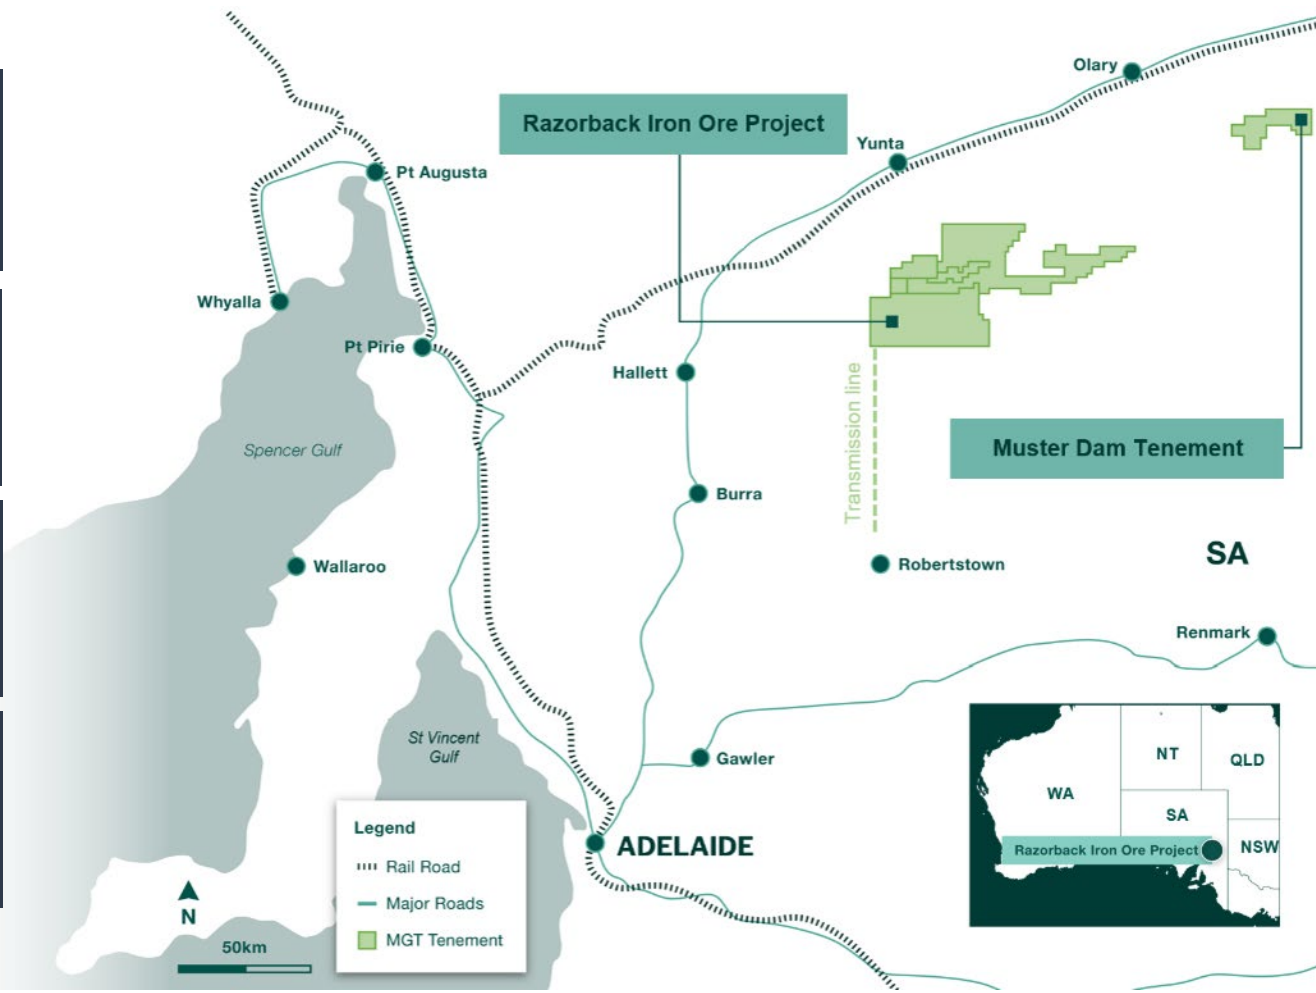 Olary
Razorback Iron Ore Project
Yunta
Pt Augusta
Whyalla
Pt Pirie
Hallett
Transmission line
Muster Dam Tenement
Spencer Gulf
Burra
SA
Wallaroo
Robertstown
Renmark
St Vincent
Gulf
Gawler
NT
QLD
WA
SA
Razorback Iron Ore Project
NSW
ADELAIDE
Legend
Rail Road
Major Roads
MGT Tenement
N
50km